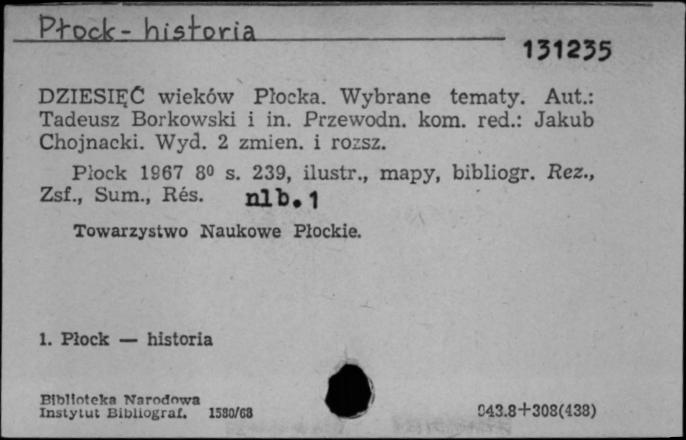 Płock - historia
131235
DZIESIĘĆ wieków Płocka. Wybrane tematy. Aut.:
Tadeusz Borkowski i in. Przewodn. kom. red.: Jakub
Chojnacki. Wyd. 2 zmien. i rozsz.
Płock 1967 8º s. 239, ilustr., mapy, bibliogr. Rez.,
Zsf., Sum., Rés. nlb. 1
Towarzystwo Naukowe Płockie.
1. Płock — historia
Biblioteka Narodowa
Instytut Bibliograf. 1580/68 943.8+308(438)